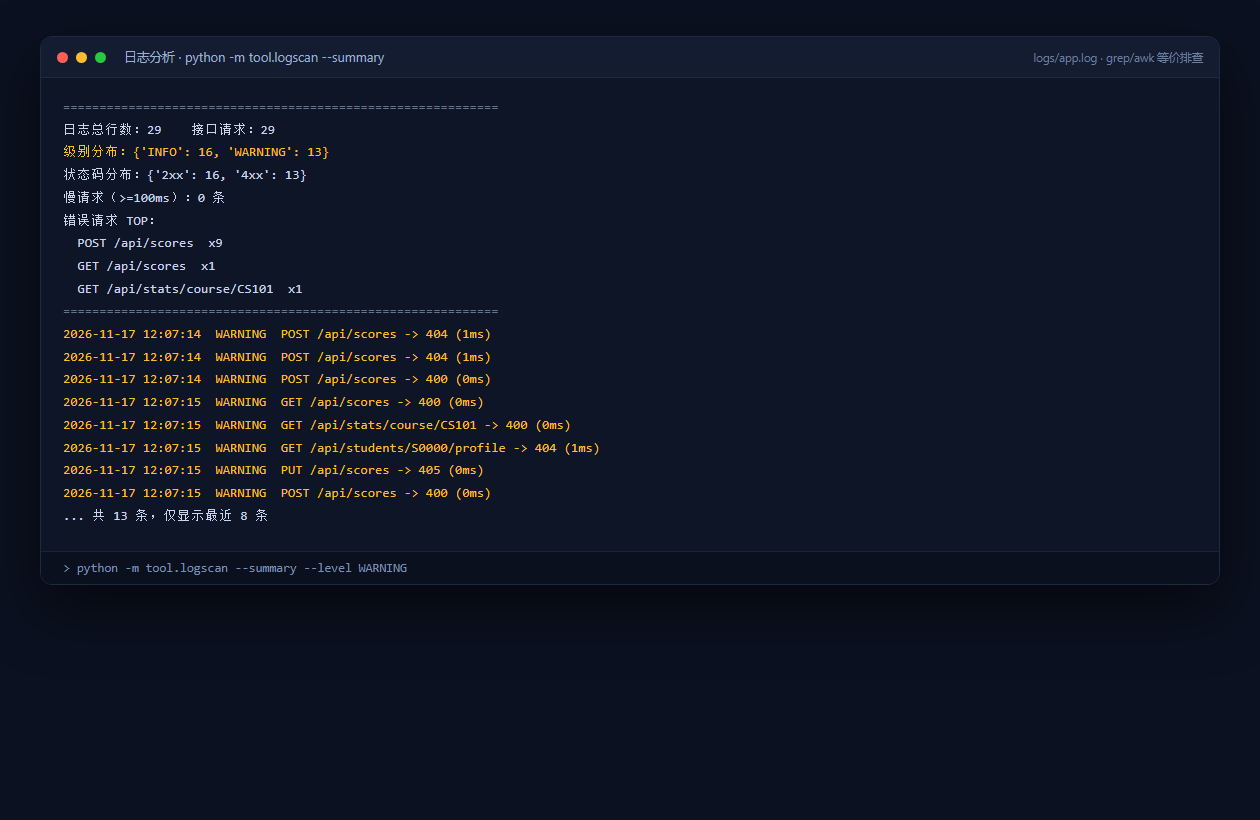 日志分析 · python -m tool.logscan --summary
logs/app.log · grep/awk 等价排查
============================================================
日志总行数: 29    接口请求: 29
级别分布: {'INFO': 16, 'WARNING': 13}
状态码分布: {'2xx': 16, '4xx': 13}
慢请求（>=100ms）: 0 条
错误请求 TOP:
  POST /api/scores  x9
  GET /api/scores  x1
  GET /api/stats/course/CS101  x1
============================================================
2026-11-17 12:07:14  WARNING  POST /api/scores -> 404 (1ms)
2026-11-17 12:07:14  WARNING  POST /api/scores -> 404 (1ms)
2026-11-17 12:07:14  WARNING  POST /api/scores -> 400 (0ms)
2026-11-17 12:07:15  WARNING  GET /api/scores -> 400 (0ms)
2026-11-17 12:07:15  WARNING  GET /api/stats/course/CS101 -> 400 (0ms)
2026-11-17 12:07:15  WARNING  GET /api/students/S0000/profile -> 404 (1ms)
2026-11-17 12:07:15  WARNING  PUT /api/scores -> 405 (0ms)
2026-11-17 12:07:15  WARNING  POST /api/scores -> 400 (0ms)
... 共 13 条，仅显示最近 8 条
> python -m tool.logscan --summary --level WARNING